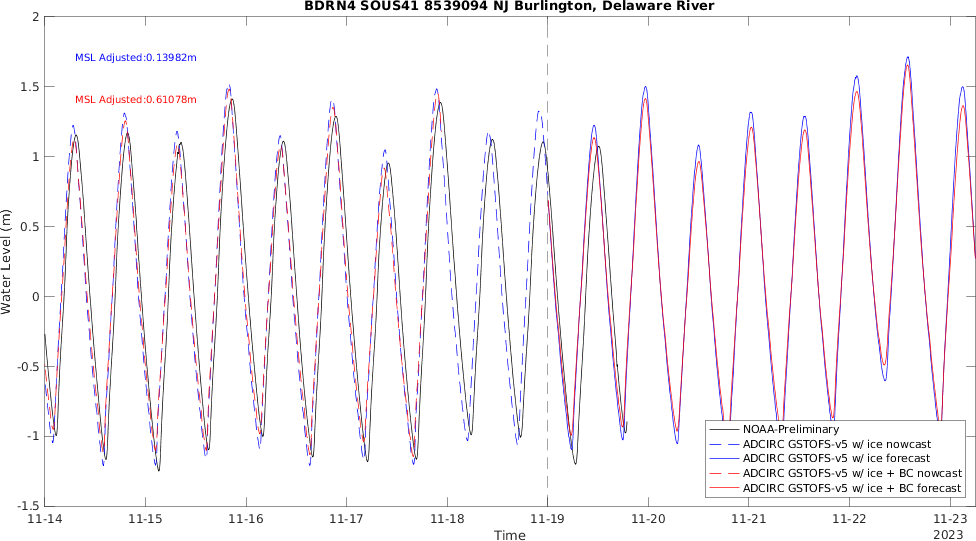 BDRN4 SOUS41 8539094 NJ Burlington, Delaware River
MSL Adjusted:0.13982m
MSL Adjusted:0.61078m
Water Level (m)
2
1.5
1
0.5
0
-0.5
-1
-1.5
NOAA-Preliminary
ADCIRC GSTOFS-v5 w/ ice nowcast
ADCIRC GSTOFS-v5 w/ ice forecast
ADCIRC GSTOFS-v5 w/ ice + BC nowcast
ADCIRC GSTOFS-v5 w/ ice + BC forecast
11-14 11-15 11-16 11-17 11-18 11-19 11-20 11-21 11-22 11-23
Time
2023